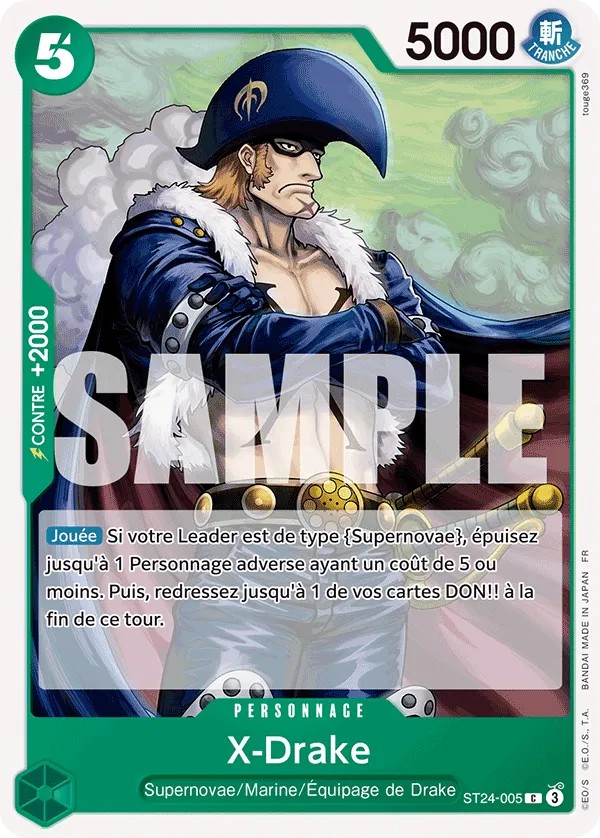 5
5000
斬
TRANCHE
touge369
CONTRE +2000
SAMPLE
Jouée Si votre Leader est de type {Supernovae}, épuisez
jusqu'à 1 Personnage adverse ayant un coût de 5 ou
moins. Puis, redressez jusqu'à 1 de vos cartes DON!! à la
fin de ce tour.
PERSONNAGE
X-Drake
Supernovae/Marine/Équipage de Drake
ST24-005 C 3
©EO/S ©E.O./S., T.A. BANDAI MADE IN JAPAN FR